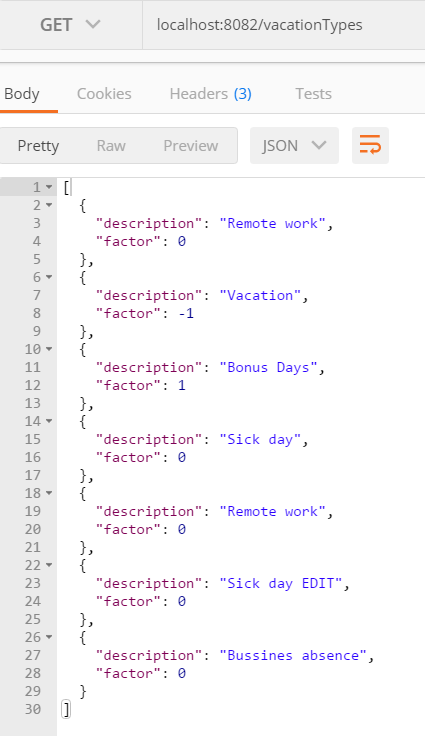 GET localhost:8082/vacationTypes
Body Cookies Headers (3) Tests
Pretty Raw Preview JSON
1 [
2 {
3 "description": "Remote work",
4 "factor": 0
5 },
6 {
7 "description": "Vacation",
8 "factor": -1
9 },
10 {
11 "description": "Bonus Days",
12 "factor": 1
13 },
14 {
15 "description": "Sick day",
16 "factor": 0
17 },
18 {
19 "description": "Remote work",
20 "factor": 0
21 },
22 {
23 "description": "Sick day EDIT",
24 "factor": 0
25 },
26 {
27 "description": "Bussines absence",
28 "factor": 0
29 }
30 ]